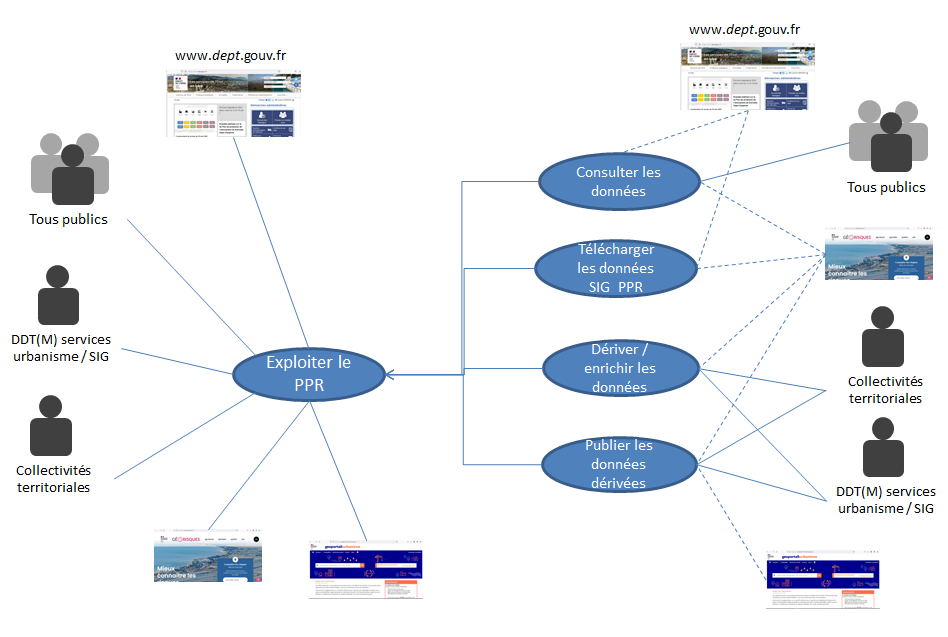 www.dept.gouv.fr
www.dept.gouv.fr
Tous publics
DDT(M) services
urbanisme / SIG
Collectivités
territoriales
Exploiter le
PPR
Consulter les
données
Télécharger
les données
SIG PPR
Dériver /
enrichir les
données
Publier les
données
dérivées
Tous publics
GÉORISQUES
Mieux
connaître les
Collectivités
territoriales
DDT(M) services
urbanisme / SIG
GÉORISQUES
Mieux
connaître les
geoportail urbanisme
geoportail urbanisme